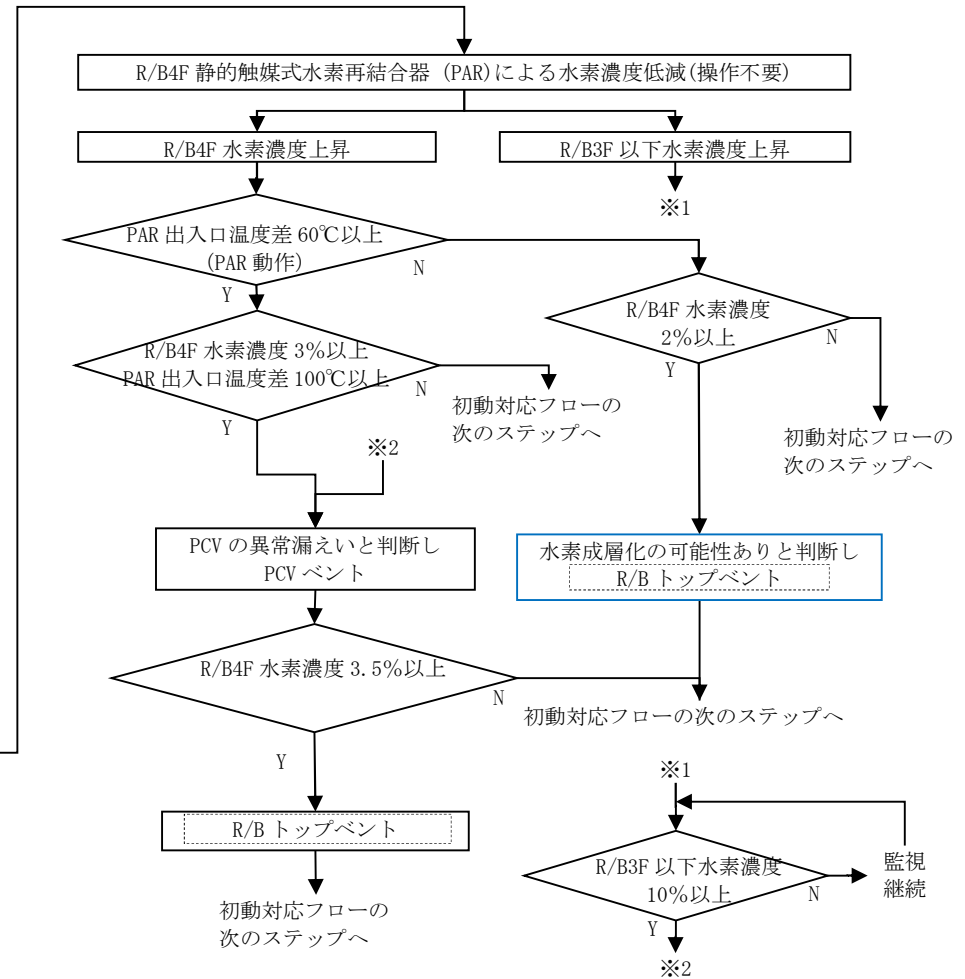 R/B4F 静的触媒式水素再結合器 (PAR)による水素濃度低減(操作不要)
R/B4F 水素濃度上昇
R/B3F 以下水素濃度上昇
※1
PAR 出入口温度差 60℃以上
(PAR 動作)
N
Y
R/B4F 水素濃度
2%以上
N
Y
R/B4F 水素濃度 3%以上
PAR 出入口温度差 100℃以上
N
Y
初動対応フローの
次のステップへ
初動対応フローの
次のステップへ
※2
PCV の異常漏えいと判断し
PCV ベント
水素成層化の可能性ありと判断し
R/B トップベント
R/B4F 水素濃度 3.5%以上
N
Y
初動対応フローの次のステップへ
R/B トップベント
初動対応フローの
次のステップへ
※1
R/B3F 以下水素濃度
10%以上
N
Y
監視
継続
※2